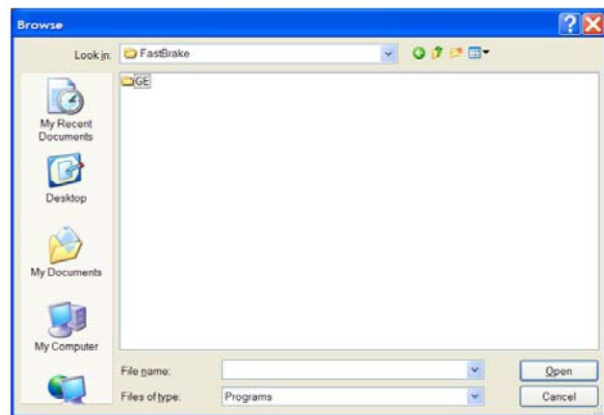 Browse
Look in: FastBrake
GE
My Recent
Documents
Desktop
My Documents
My Computer
File name:
Open
Files of type: Programs
Cancel